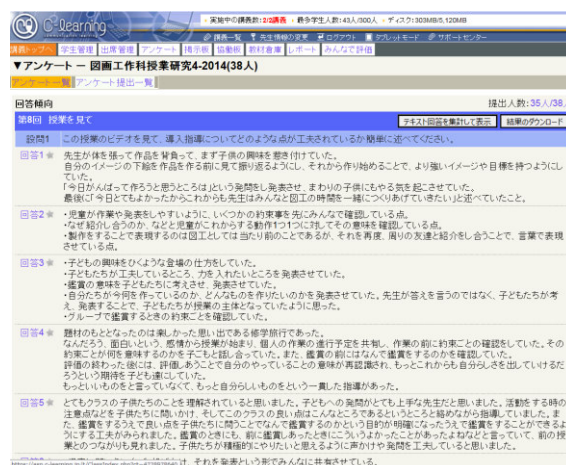 C-Learning
実施中の講義数:2/2講義 ・ 最多学生人数:43人/300人 ・ ディスク:303MB/5,120MB
講義一覧 先生情報の変更 ログアウト タブレットモード サポートセンター
講義トップへ 学生管理 出席管理 アンケート 掲示板 協働板 教材倉庫 レポート みんなで評価
▼アンケート － 図画工作科授業研究4-2014(38人)
アンケート一覧 アンケート提出一覧
回答傾向 提出人数:35人/38
第8回 授業を見て テキスト回答を集計して表示 結果のダウンロード
設問1 この授業のビデオを見て、導入指導についてどのような点が工夫されているか簡単に述べてください。
回答1 先生が体を張って作品を背負って、まず子供の興味を惹き付けていた。
自分のイメージの下絵を作品を作る前に見て振り返るようにし、それから作り始めることで、より強いイメージや目標を持つようにし
ていた。
「今日がんばって作ろうと思うところは」という発問をし発表させ、まわりの子供にもやる気を起こさせていた。
最後に「今日とてもよかったからこれからも先生はみんなと図工の時間を一緒につくりあげていきたい」と述べていたこと。
回答2 ・児童が作業や発表をしやすいように、いくつかの約束事を先にみんなで確認している点。
・なぜ紹介し合うのか、などと児童がこれからする動作1つ1つに対してその意味を確認している点。
・製作をすることで表現するのは図工としては当たり前のことであるが、それを再度、周りの友達と紹介をし合うことで、言葉で表現
させている点。
回答3 ・子どもの興味をひくような登場の仕方をしていた。
・子どもたちが工夫しているところ、力を入れたいところを発表させていた。
・鑑賞の意味を子どもたちに考えさせ、発表させていた。
・自分たちが今何を作っているのか、どんなものを作りたいのかを発表させていた。先生が答えを言うのではなく、子どもたちが考
え、発表することで、子どもたちが授業の主体となっていたように思った。
・グループで鑑賞するときの約束を確認していた。
回答4 題材のもととなったのは楽しかった思い出である修学旅行であった。
なんだろう、面白いという、感情から授業が始まり、個人の作業の進行予定を共有し、作業の前に約束ごとの確認をしていた。その
約束ごとが何を意味するのかを子ごもと話し合っていた。また、鑑賞の前にはなんで鑑賞をするのかを確認していた。
評価の終わった後には、評価しあうことで自分のやっていることの意味が再認識され、もっとこれからも自分らしさを出していけるだ
ろうという期待を子ども達にしていた。
もっといいものをと言っていなくて、もっと自分らしいものをという一貫した指導があった。
回答5 とてもクラスの子供たちのことを理解されていると思いました。子どもへの発問がとても上手な先生だと思いました。活動をする時の
注意点などを子供たちに聞いかけ、そしてこのクラスの良い点はこんなところであるというところと絡めながら指導していました。ま
た、鑑賞をするうえで良い点を子供たちに問うことでなんで鑑賞するのかという目的が明確になったうえで鑑賞をすることができるよ
うにする工夫がみられました。鑑賞のときにも、前に鑑賞しあったときにこういうよかったことがあったよねなどと言っていて、前の授
業とのつながりも見れました。子供たちが積極的にやりたいと思えるように声かけや発問を工夫していると思いました。
は、それを発表という形でみんなに共有させている。